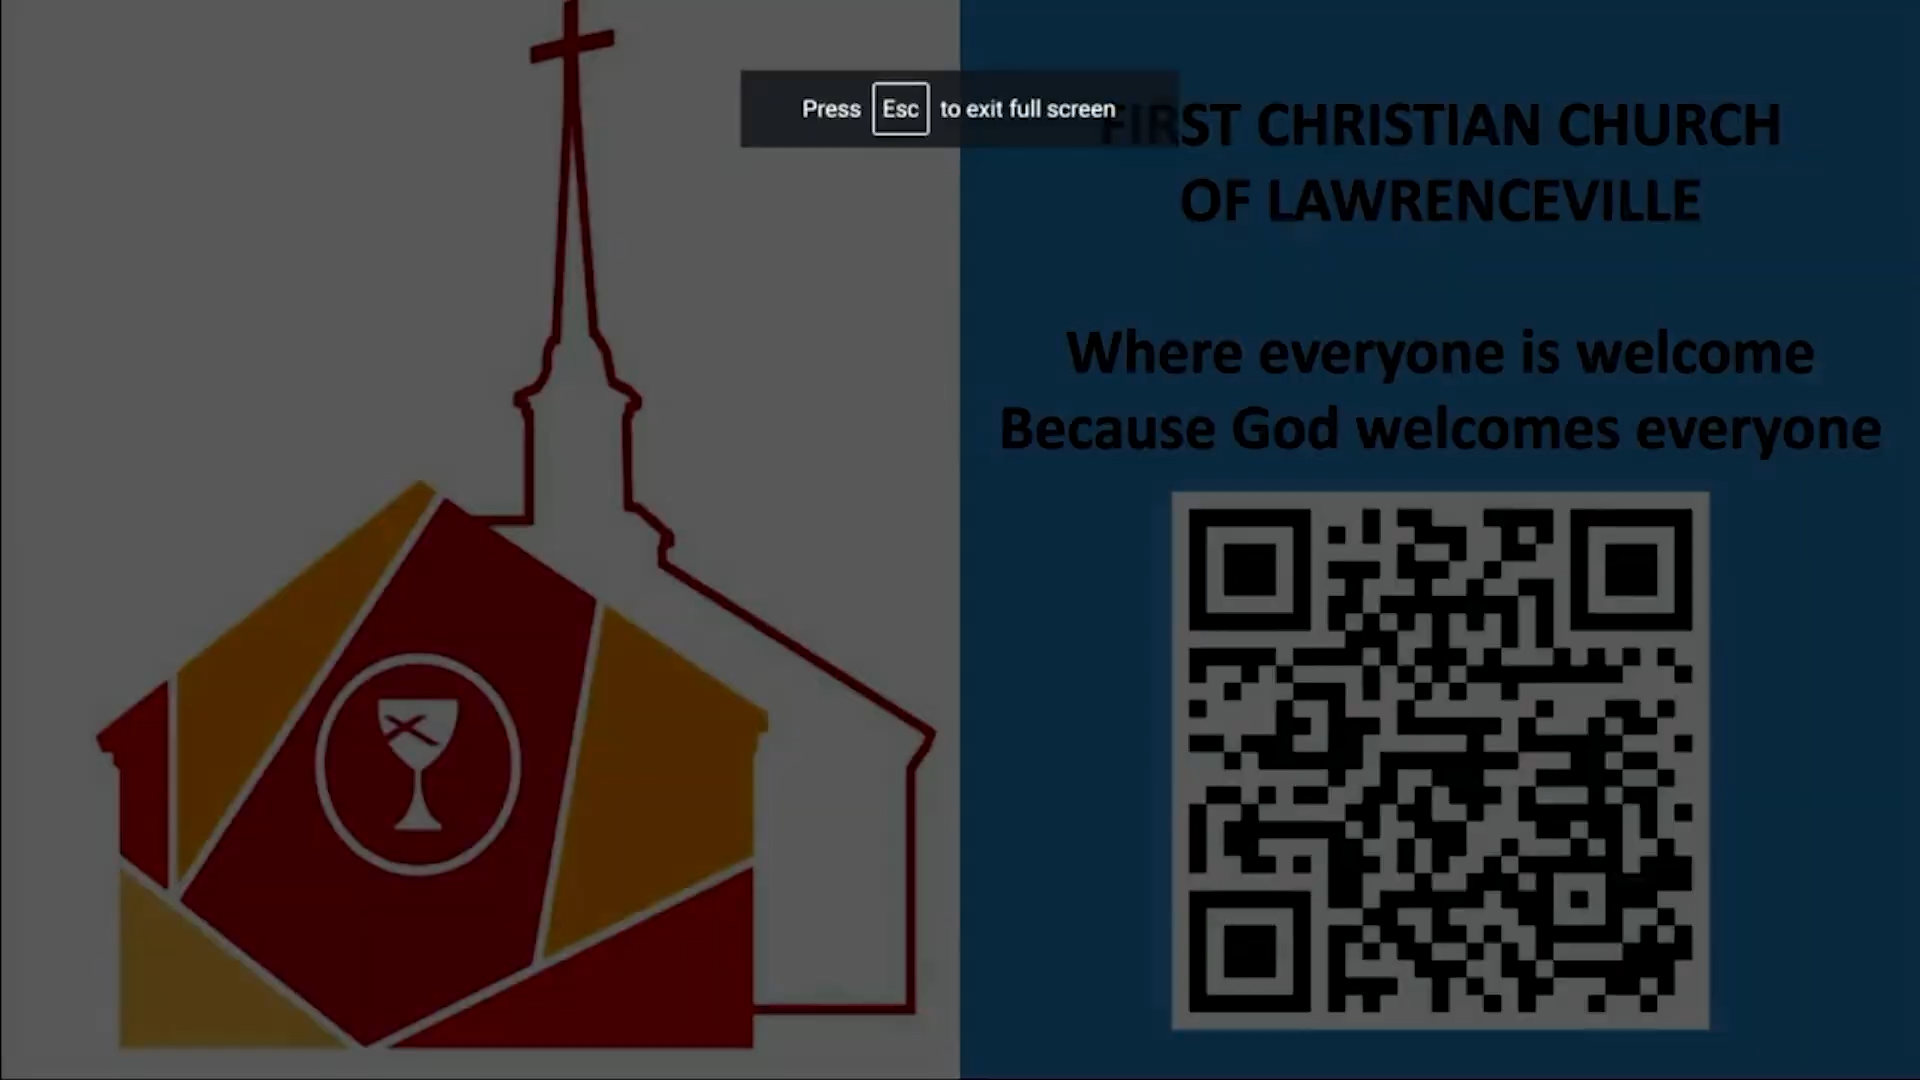 Press Esc to exit full screen
FIRST CHRISTIAN CHURCH
OF LAWRENCEVILLE
Where everyone is welcome
Because God welcomes everyone